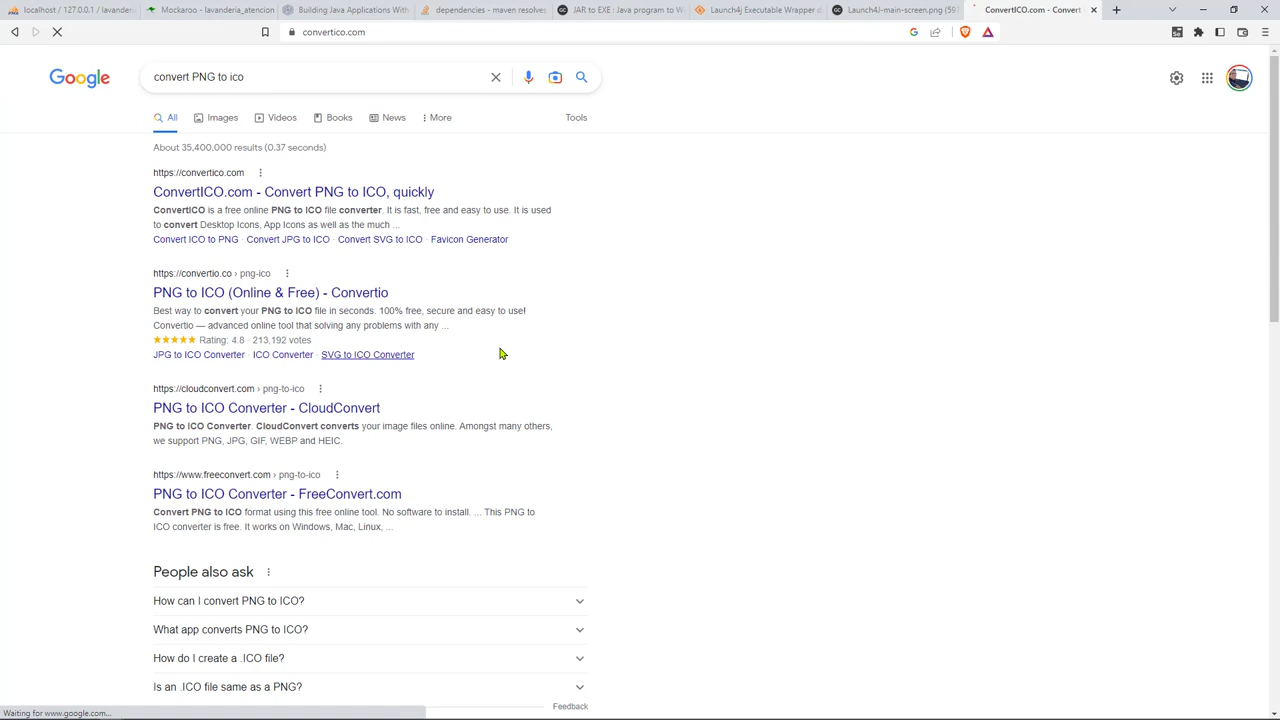 localhost / 127.0.0.1 / lavander
Mockaroo - lavanderia_atencion
Building Java Applications With
dependencies - maven resolves
JAR to EXE : Java program to W
Launch4j Executable Wrapper d
Launch4J-main-screen.png (591
ConvertICO.com - Convert
convertico.com
Google
convert PNG to ico
All
Images
Videos
Books
News
More
Tools
About 35,400,000 results (0.37 seconds)
https://convertico.com
ConvertICO.com - Convert PNG to ICO, quickly
ConvertICO is a free online PNG to ICO file converter. It is fast, free and easy to use. It is used
to convert Desktop Icons, App Icons as well as the much ...
Convert ICO to PNG · Convert JPG to ICO · Convert SVG to ICO · Favicon Generator
https://convertio.co › png-ico
PNG to ICO (Online & Free) - Convertio
Best way to convert your PNG to ICO file in seconds. 100% free, secure and easy to use!
Convertio — advanced online tool that solving any problems with any ...
Rating: 4.8 · 213,192 votes
JPG to ICO Converter · ICO Converter · SVG to ICO Converter
https://cloudconvert.com › png-to-ico
PNG to ICO Converter - CloudConvert
PNG to ICO Converter. CloudConvert converts your image files online. Amongst many others,
we support PNG, JPG, GIF, WEBP and HEIC.
https://www.freeconvert.com › png-to-ico
PNG to ICO Converter - FreeConvert.com
Convert PNG to ICO format using this free online tool. No software to install. ... This PNG to
ICO converter is free. It works on Windows, Mac, Linux, ...
People also ask
How can I convert PNG to ICO?
What app converts PNG to ICO?
How do I create a .ICO file?
Is an .ICO file same as a PNG?
Feedback
Waiting for www.google.com...